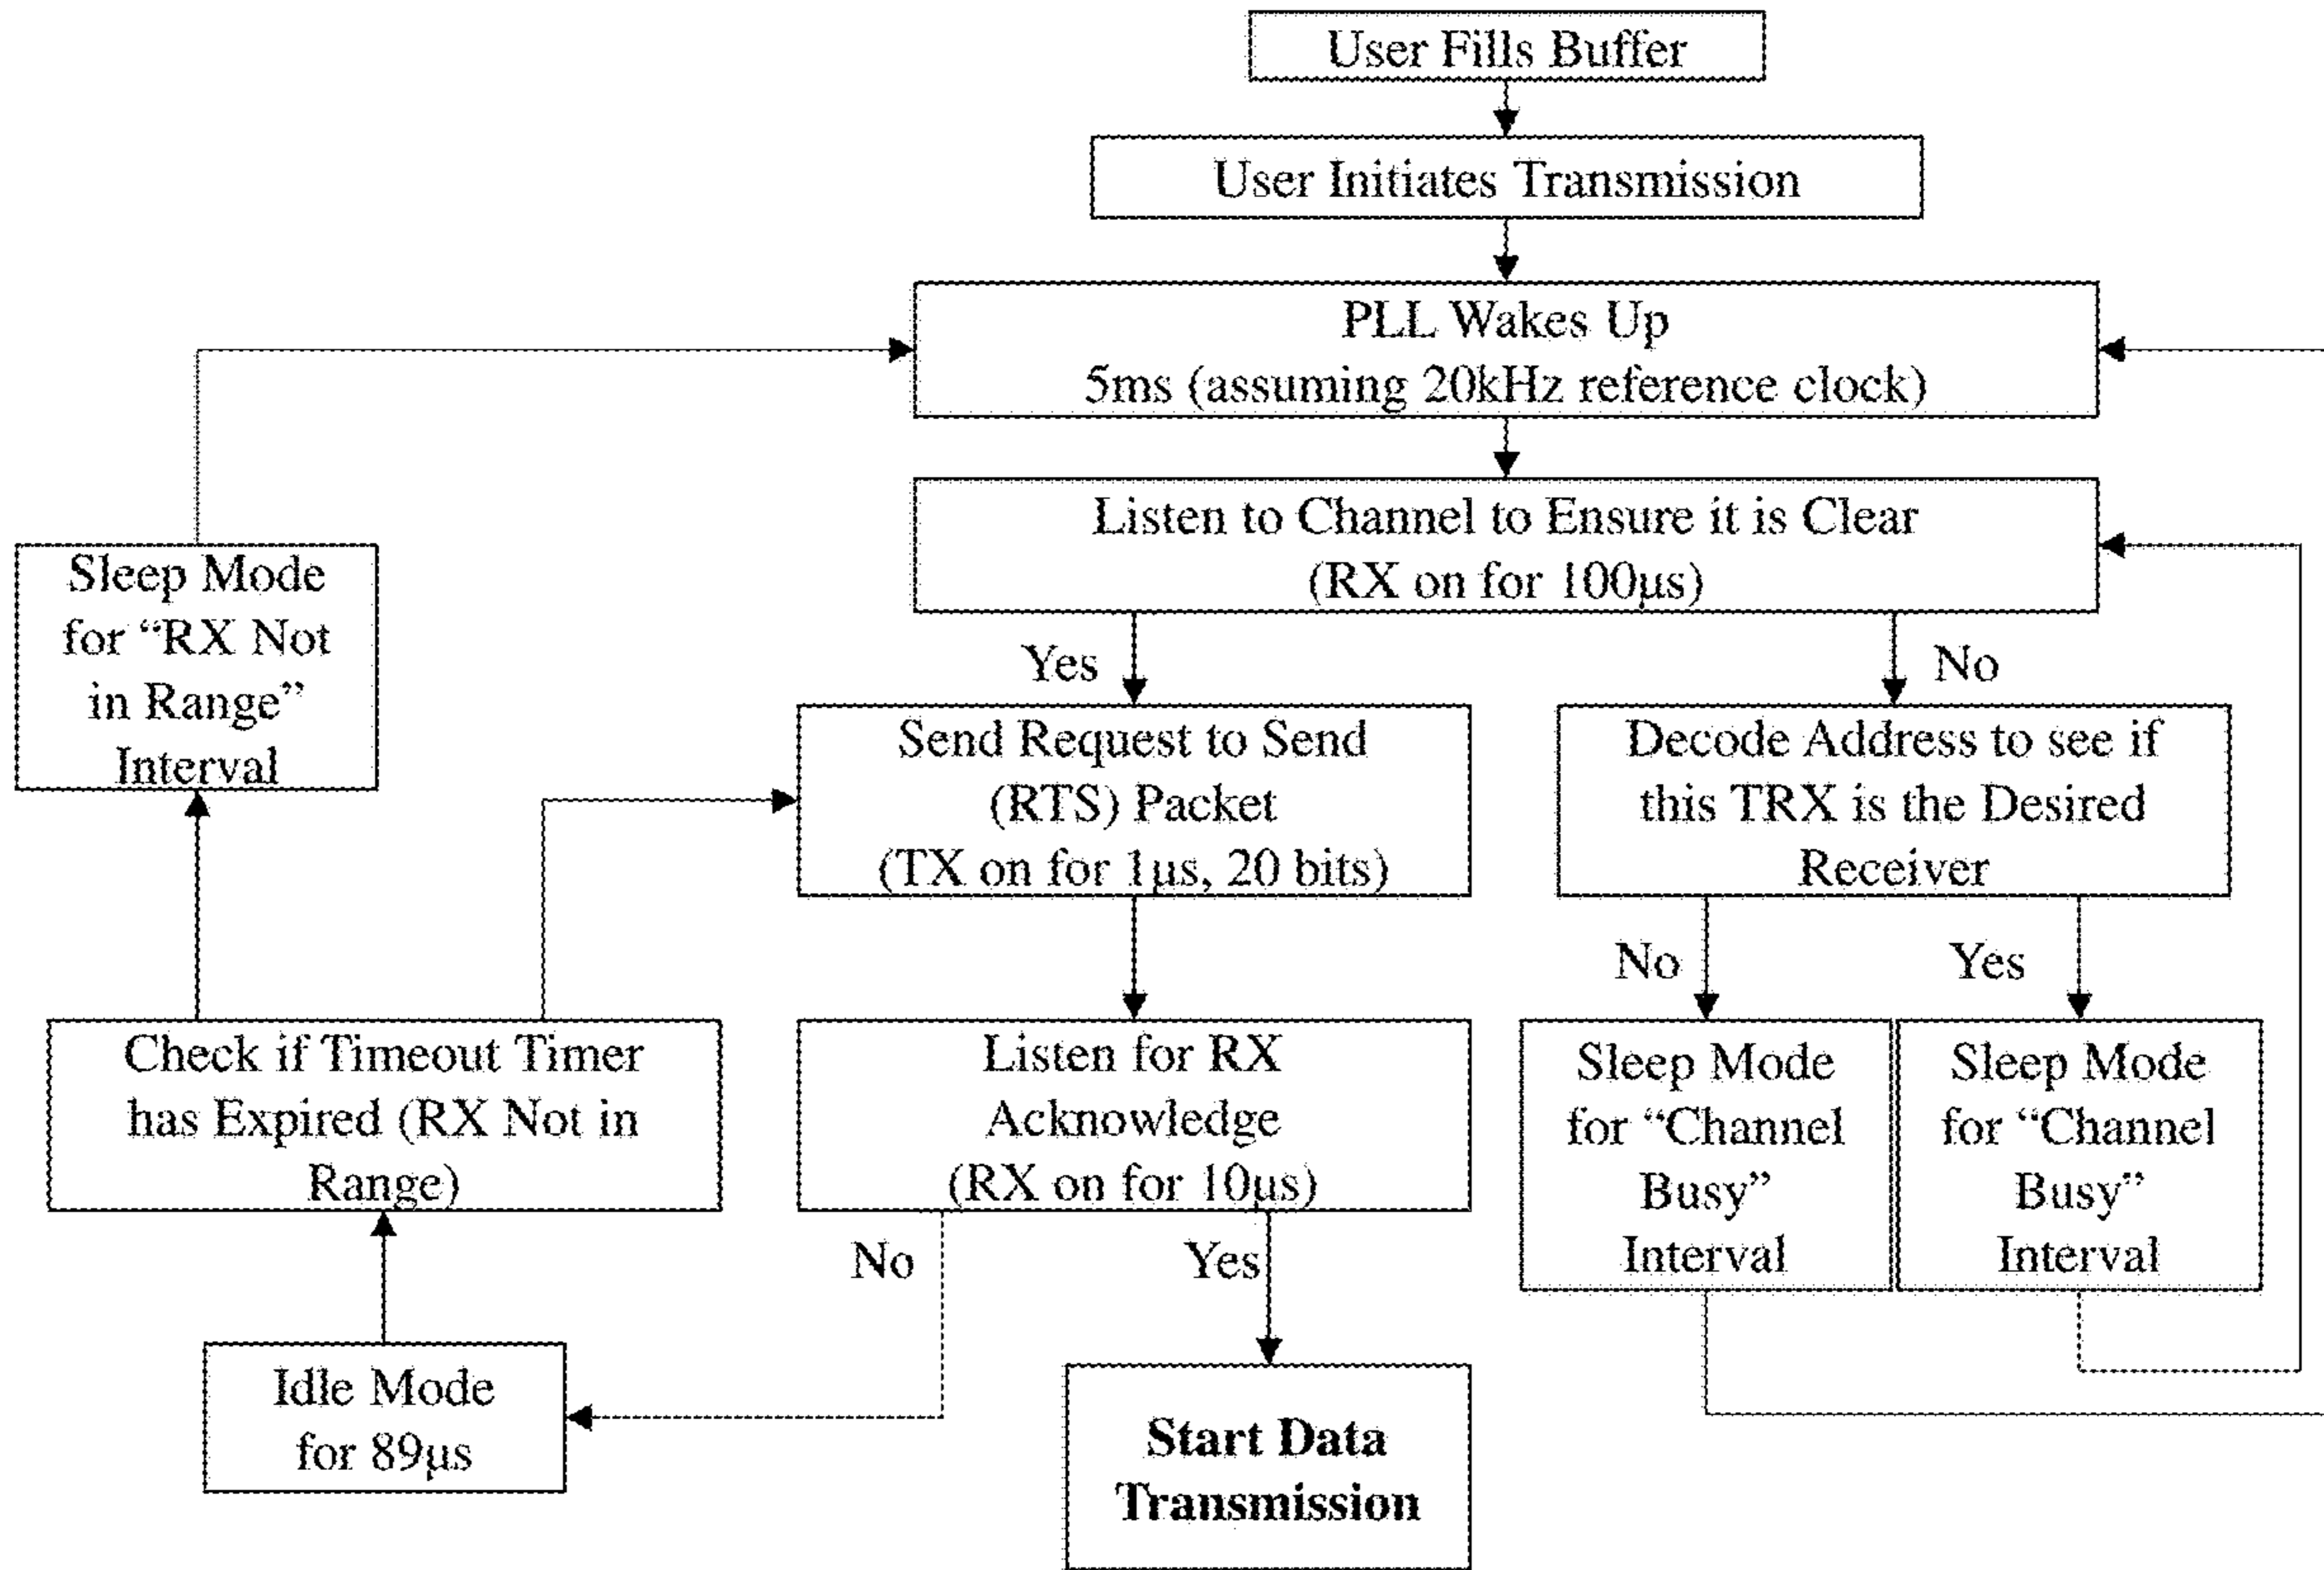 User Fills Buffer
User Initiates Transmission
PLL Wakes Up
5ms (assuming 20kHz reference clock)
Listen to Channel to Ensure it is Clear
(RX on for 100µs)
Sleep Mode
for “RX Not
in Range”
Interval
Yes
No
Send Request to Send
(RTS) Packet
(TX on for 1µs, 20 bits)
Decode Address to see if
this TRX is the Desired
Receiver
No
Yes
Check if Timeout Timer
has Expired (RX Not in
Range)
Listen for RX
Acknowledge
(RX on for 10µs)
Sleep Mode
for “Channel
Busy”
Interval
Sleep Mode
for “Channel
Busy”
Interval
No
Yes
Idle Mode
for 89µs
Start Data
Transmission